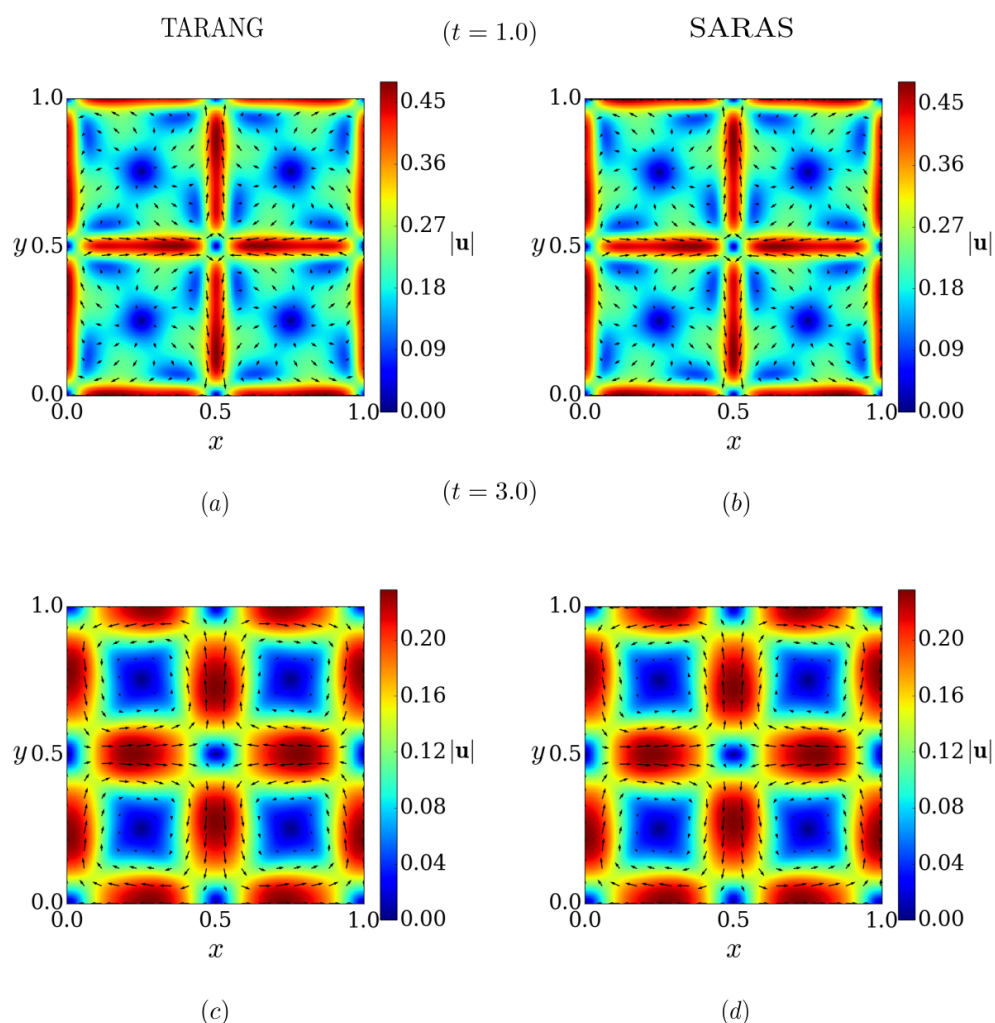 TARANG (t = 1.0) SARAS
1.0 0.45 1.0 0.45
0.36 0.36
0.27 0.27
y 0.5 |u| y 0.5 |u|
0.18 0.18
0.09 0.09
0.0 0.00 0.0 0.00
0.0 0.5 1.0 0.0 0.5 1.0
x x
(a) (t = 3.0) (b)
1.0 1.0
0.20 0.20
0.16 0.16
y 0.5 0.12 |u| y 0.5 0.12 |u|
0.08 0.08
0.04 0.04
0.0 0.00 0.0 0.00
0.0 0.5 1.0 0.0 0.5 1.0
x x
(c) (d)